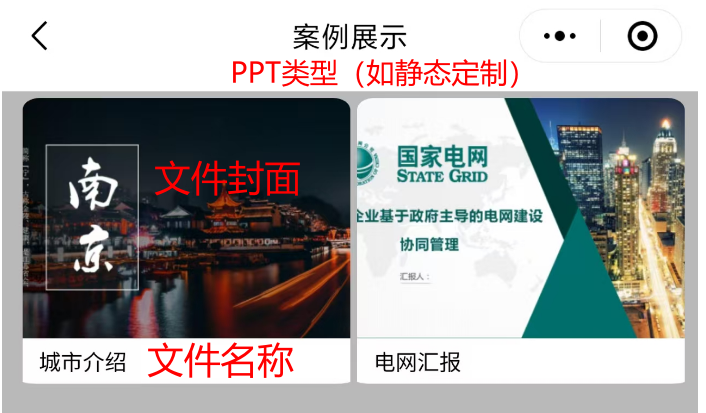 案例展示
PPT类型（如静态定制）
南京
文件封面
国家电网
STATE GRID
企业基于政府主导的电网建设
协同管理
汇报人：
城市介绍
文件名称
电网汇报